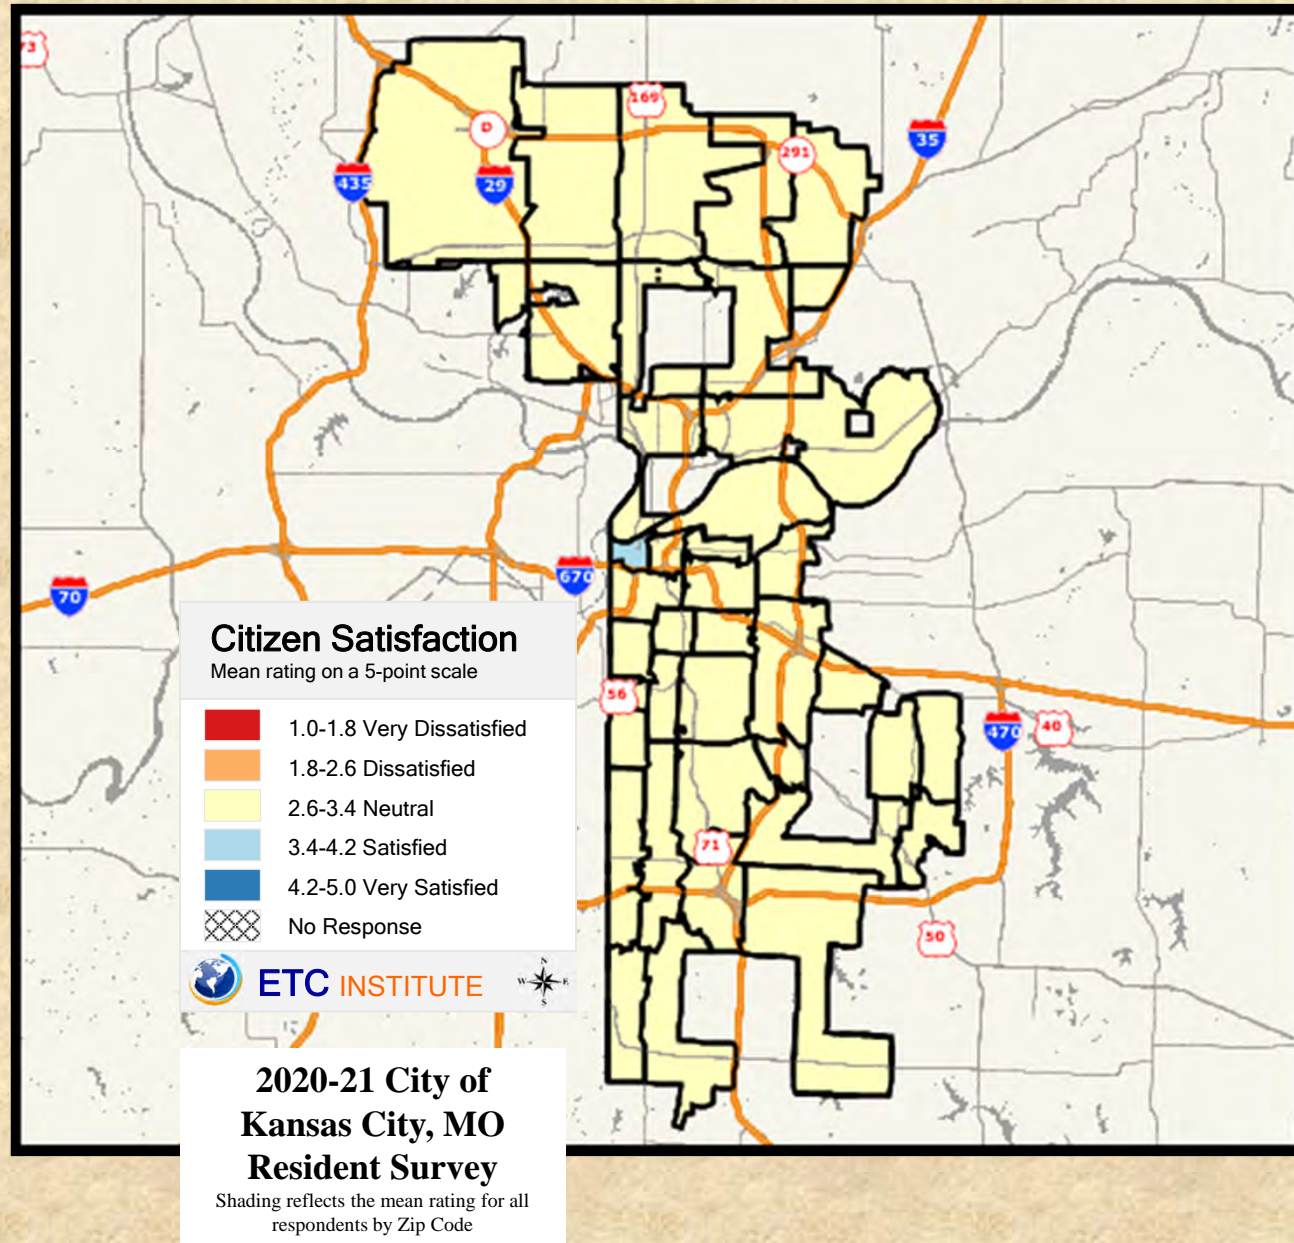 73
169
D
291
35
435
29
70
670
56
470
40
71
50
Citizen Satisfaction
Mean rating on a 5-point scale
1.0-1.8 Very Dissatisfied
1.8-2.6 Dissatisfied
2.6-3.4 Neutral
3.4-4.2 Satisfied
4.2-5.0 Very Satisfied
No Response
ETC INSTITUTE
N
W E
S
2020-21 City of
Kansas City, MO
Resident Survey
Shading reflects the mean rating for all
respondents by Zip Code